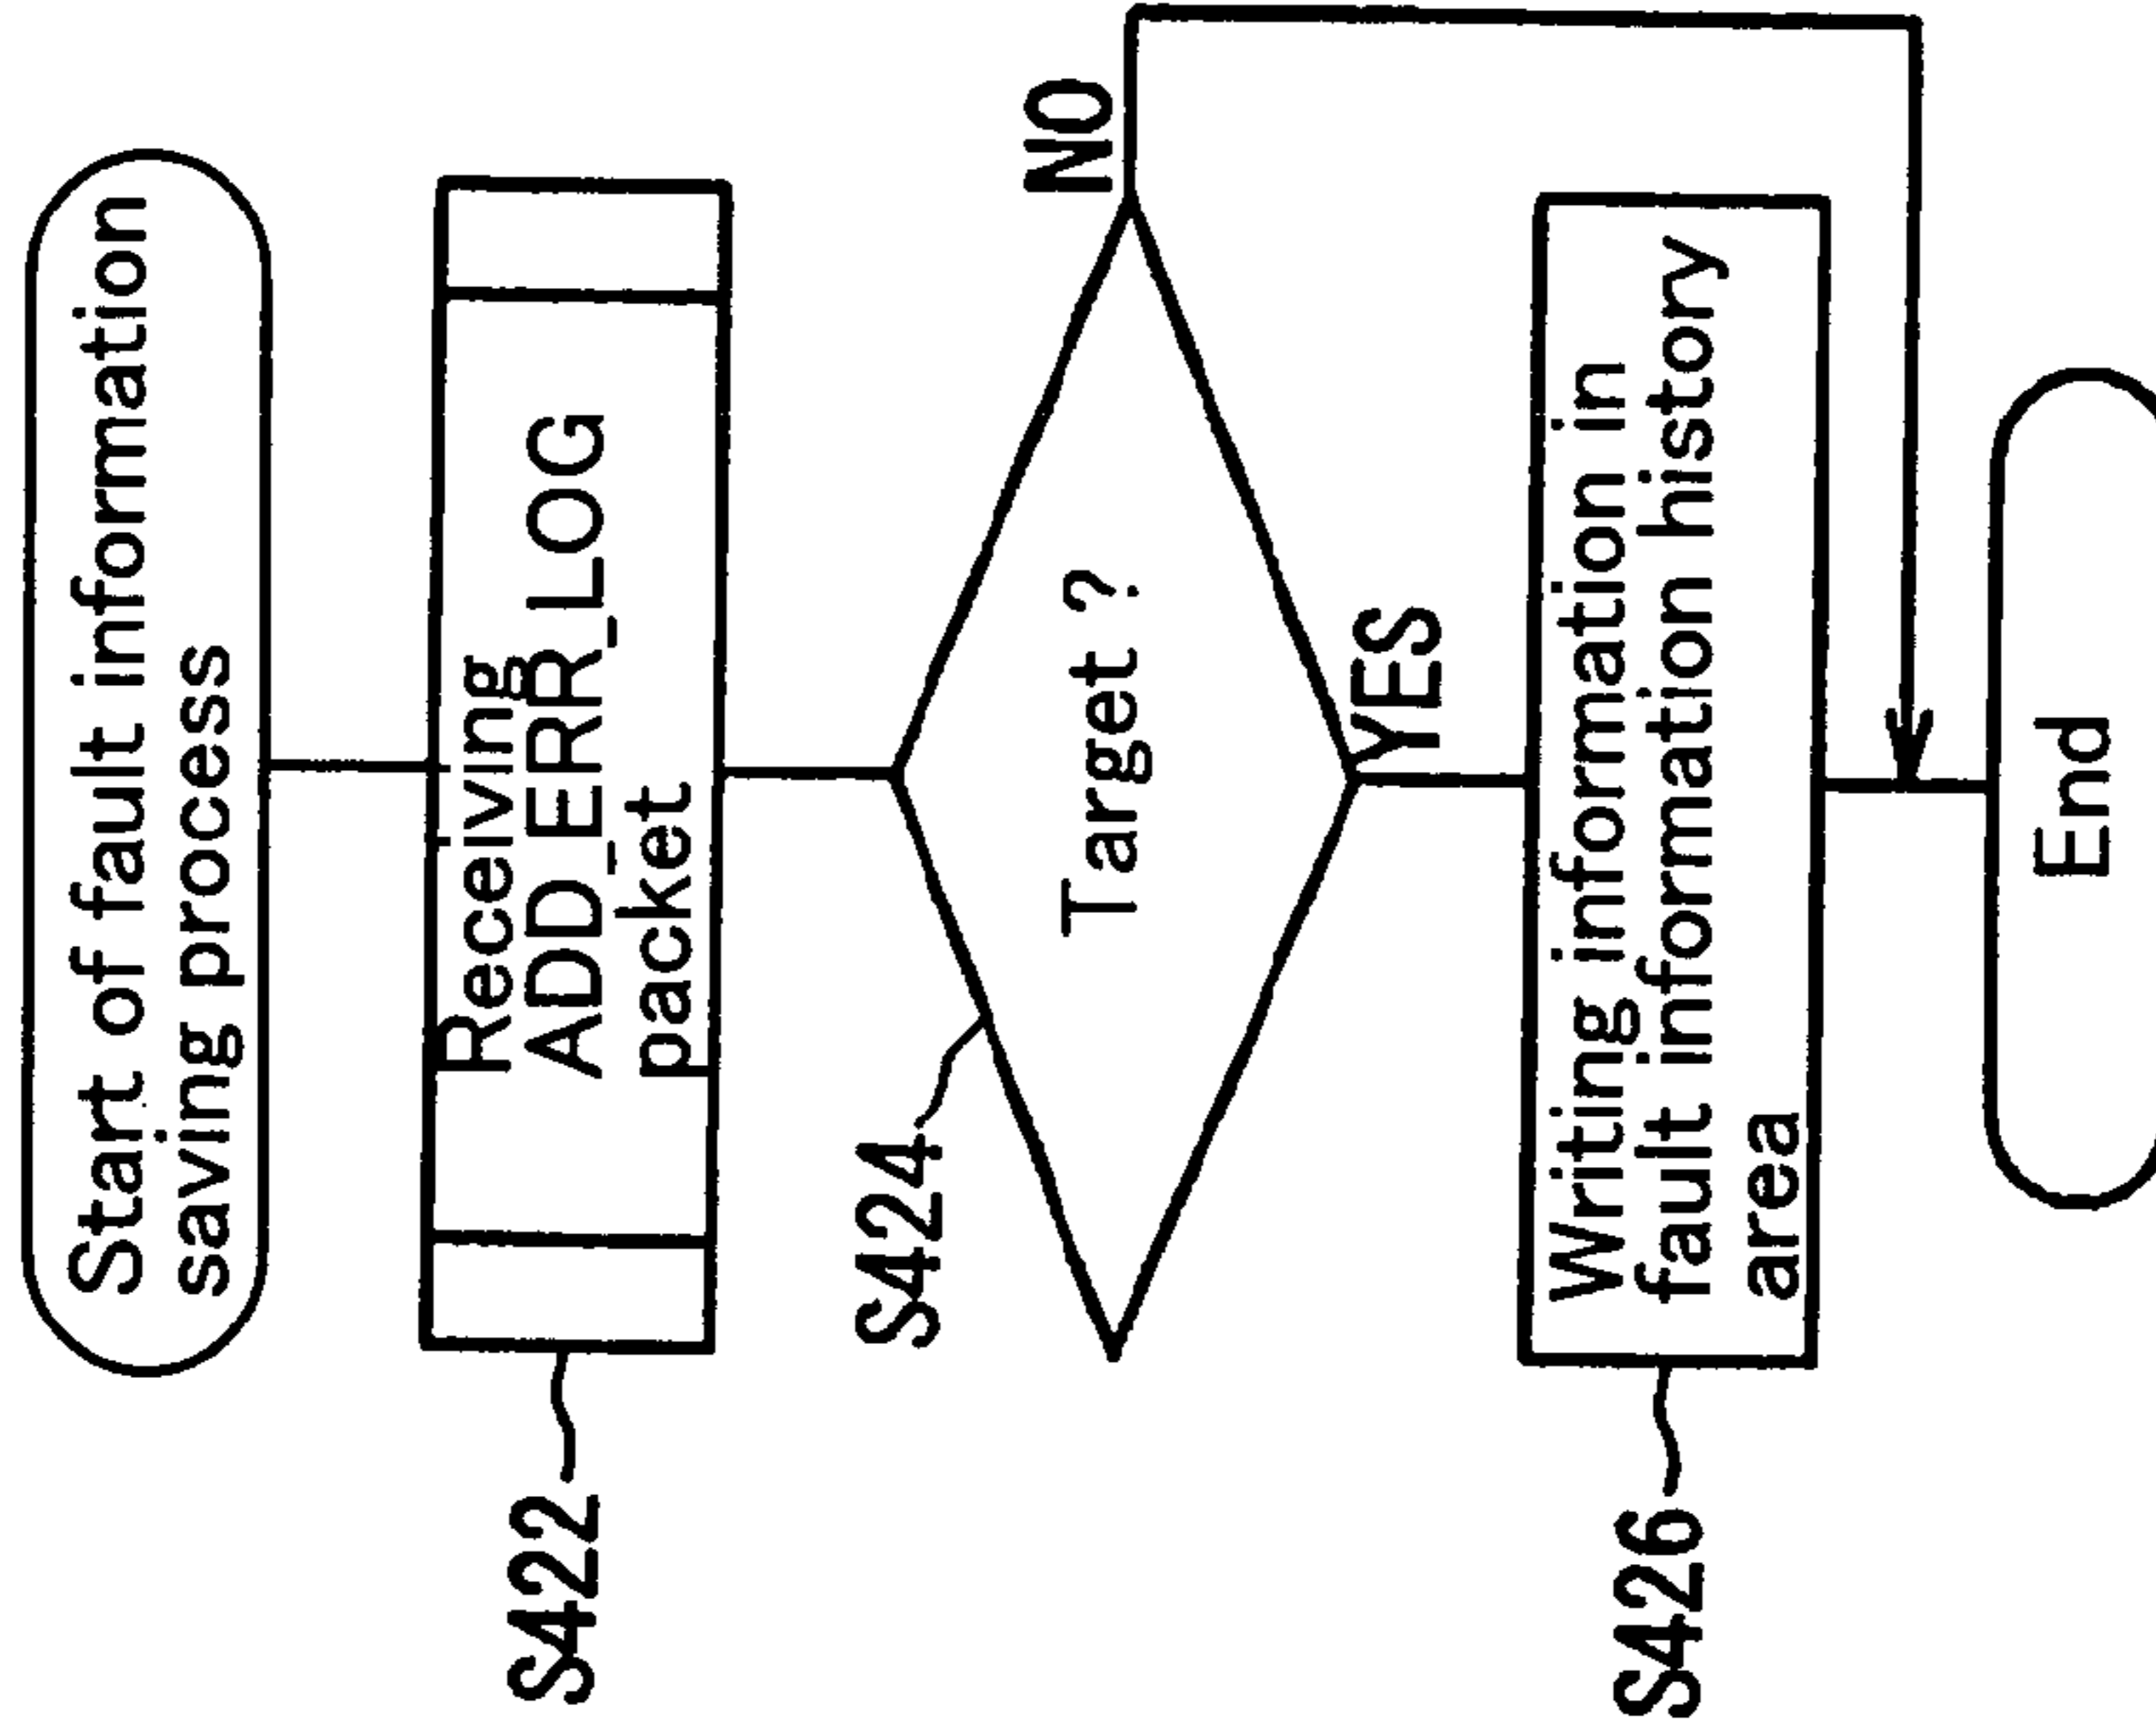 Start of fault information
saving process
S422
Receiving
ADD_ERR_LOG
packet
S424
Target ?
NO
YES
S426
Writing information in
fault information history
area
End